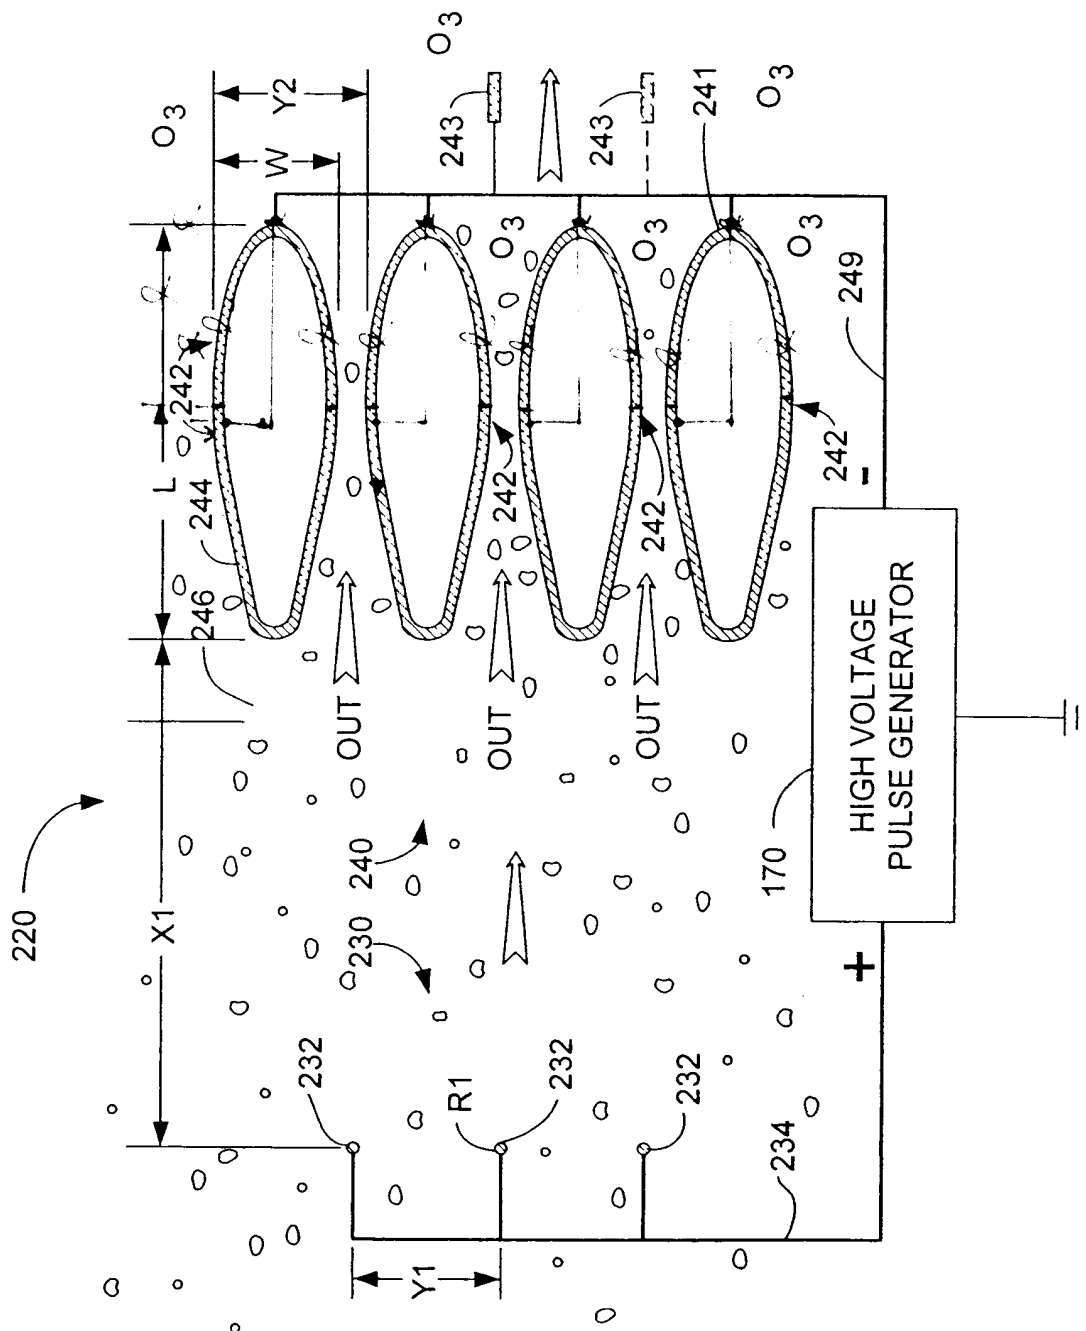 220
X1
L
W
Y2
O3
O3
O3
243
243
241
O3
O3
O3
242
244
246
242
242
242
249
OUT
OUT
OUT
240
230
232
R1
232
232
234
Y1
+
-
170
HIGH VOLTAGE
PULSE GENERATOR